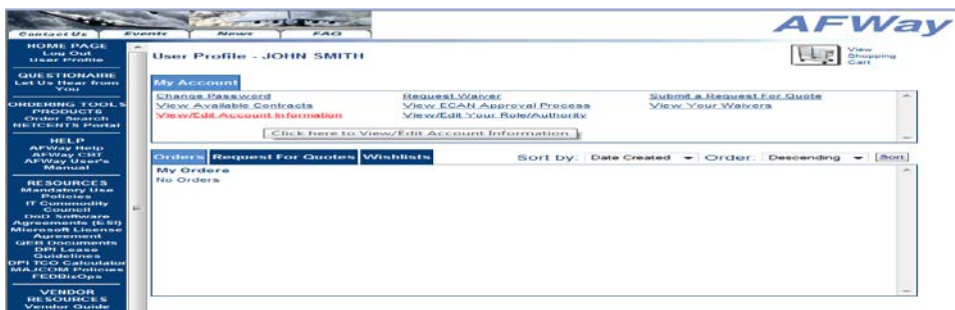 AFWay
Contact Us Events News FAQ
HOME PAGE
Log Out
User Profile
QUESTIONAIRE
Let Us Hear from
You
ORDERING TOOLS
PRODUCTS
Order Search
NETCENTS Portal
HELP
AFWay Help
AFWay CBT
AFWay User's
Manual
RESOURCES
Mandatory Use
Policies
IT Commodity
Council
DoD Software
Agreements (ESI)
Microsoft License
Agreement
QEB Documents
DPI Lease
Guidelines
DPI TCO Calculator
MAJCOM Policies
FEDBizOps
VENDOR
RESOURCES
Vendor Guide
User Profile - JOHN SMITH
View
Shopping
Cart
My Account
Change Password Request Waiver Submit a Request For Quote
View Available Contracts View ECAN Approval Process View Your Waivers
View/Edit Account Information View/Edit Your Role/Authority
Click here to View/Edit Account Information
Orders Request For Quotes Wishlists Sort by: Date Created Order: Descending Sort
My Orders
No Orders